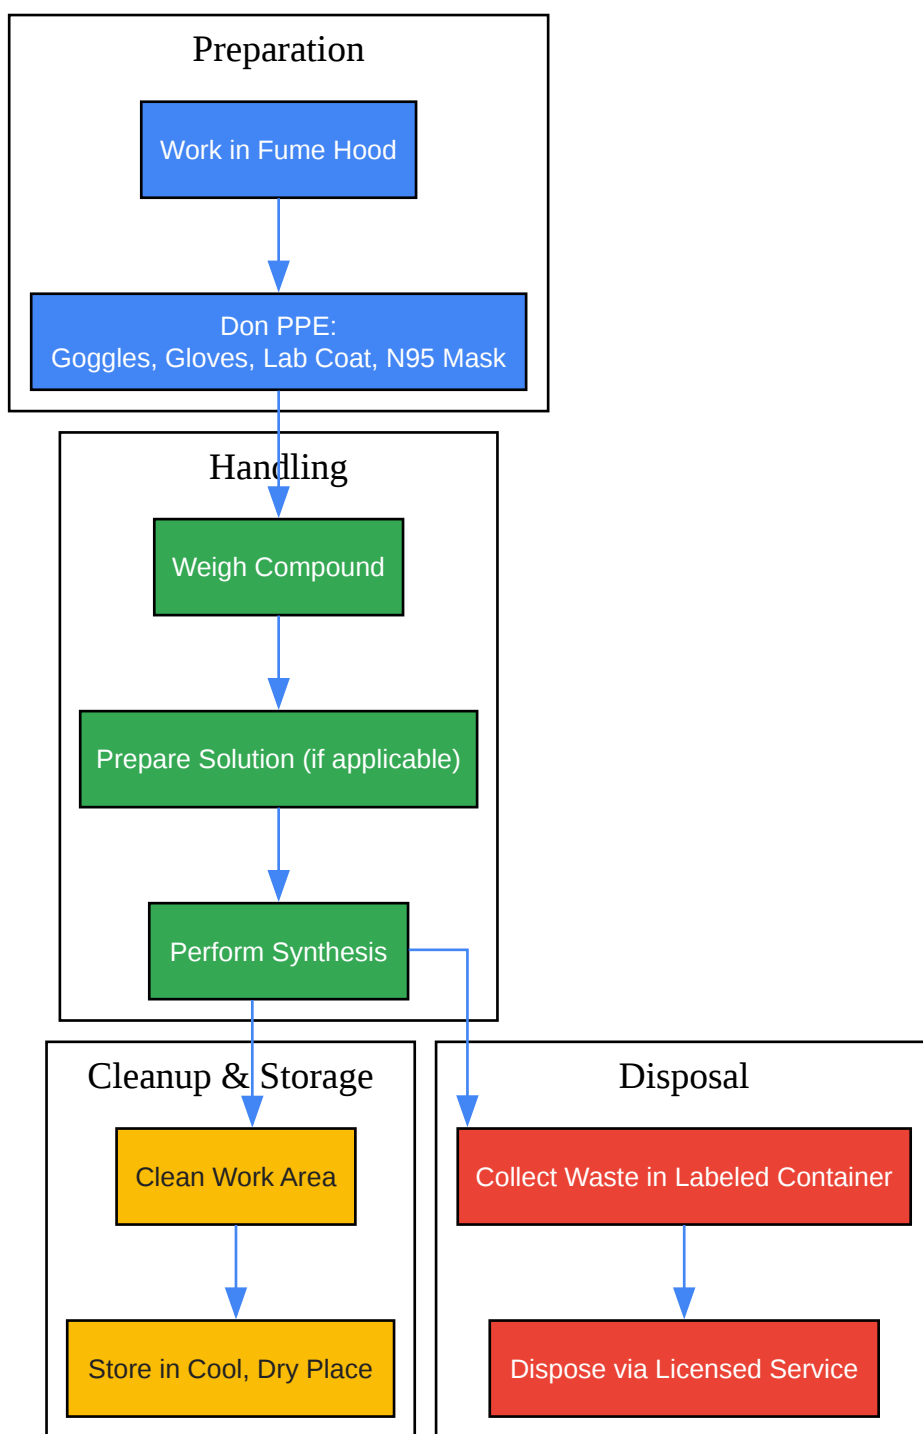 Preparation
Work in Fume Hood
Don PPE:
Goggles, Gloves, Lab Coat, N95 Mask
Handling
Weigh Compound
Prepare Solution (if applicable)
Perform Synthesis
Cleanup & Storage
Clean Work Area
Store in Cool, Dry Place
Disposal
Collect Waste in Labeled Container
Dispose via Licensed Service